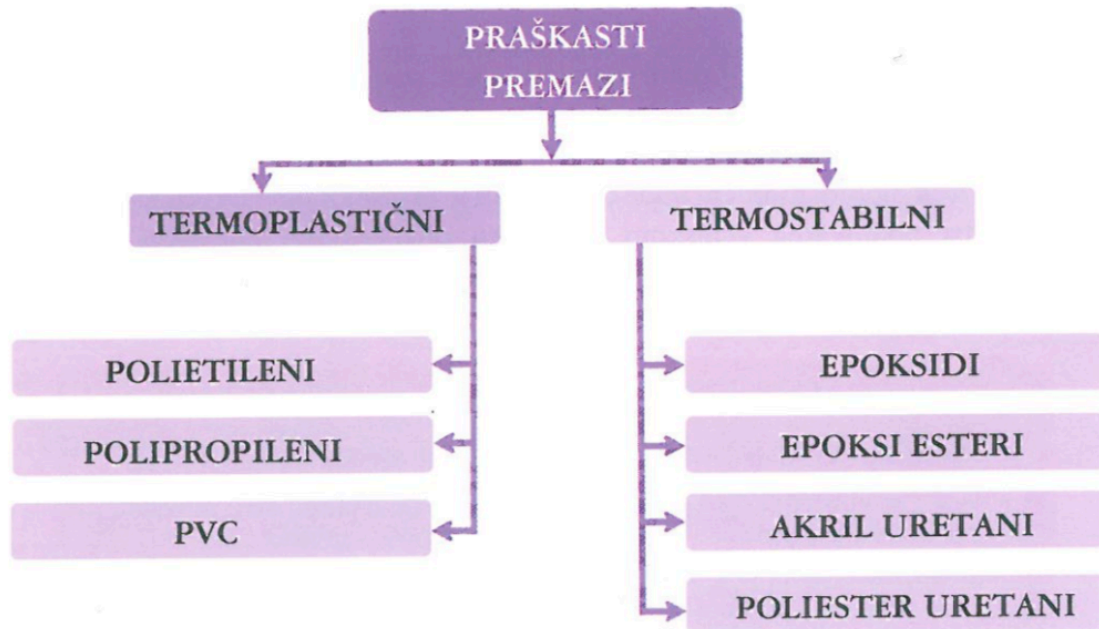 PRAŠKASTI
PREMAZI
TERMOPLASTIČNI
TERMOSTABILNI
POLIETILENI
POLIPROPILENI
PVC
EPOKSIDI
EPOKSI ESTERI
AKRIL URETANI
POLIESTER URETANI